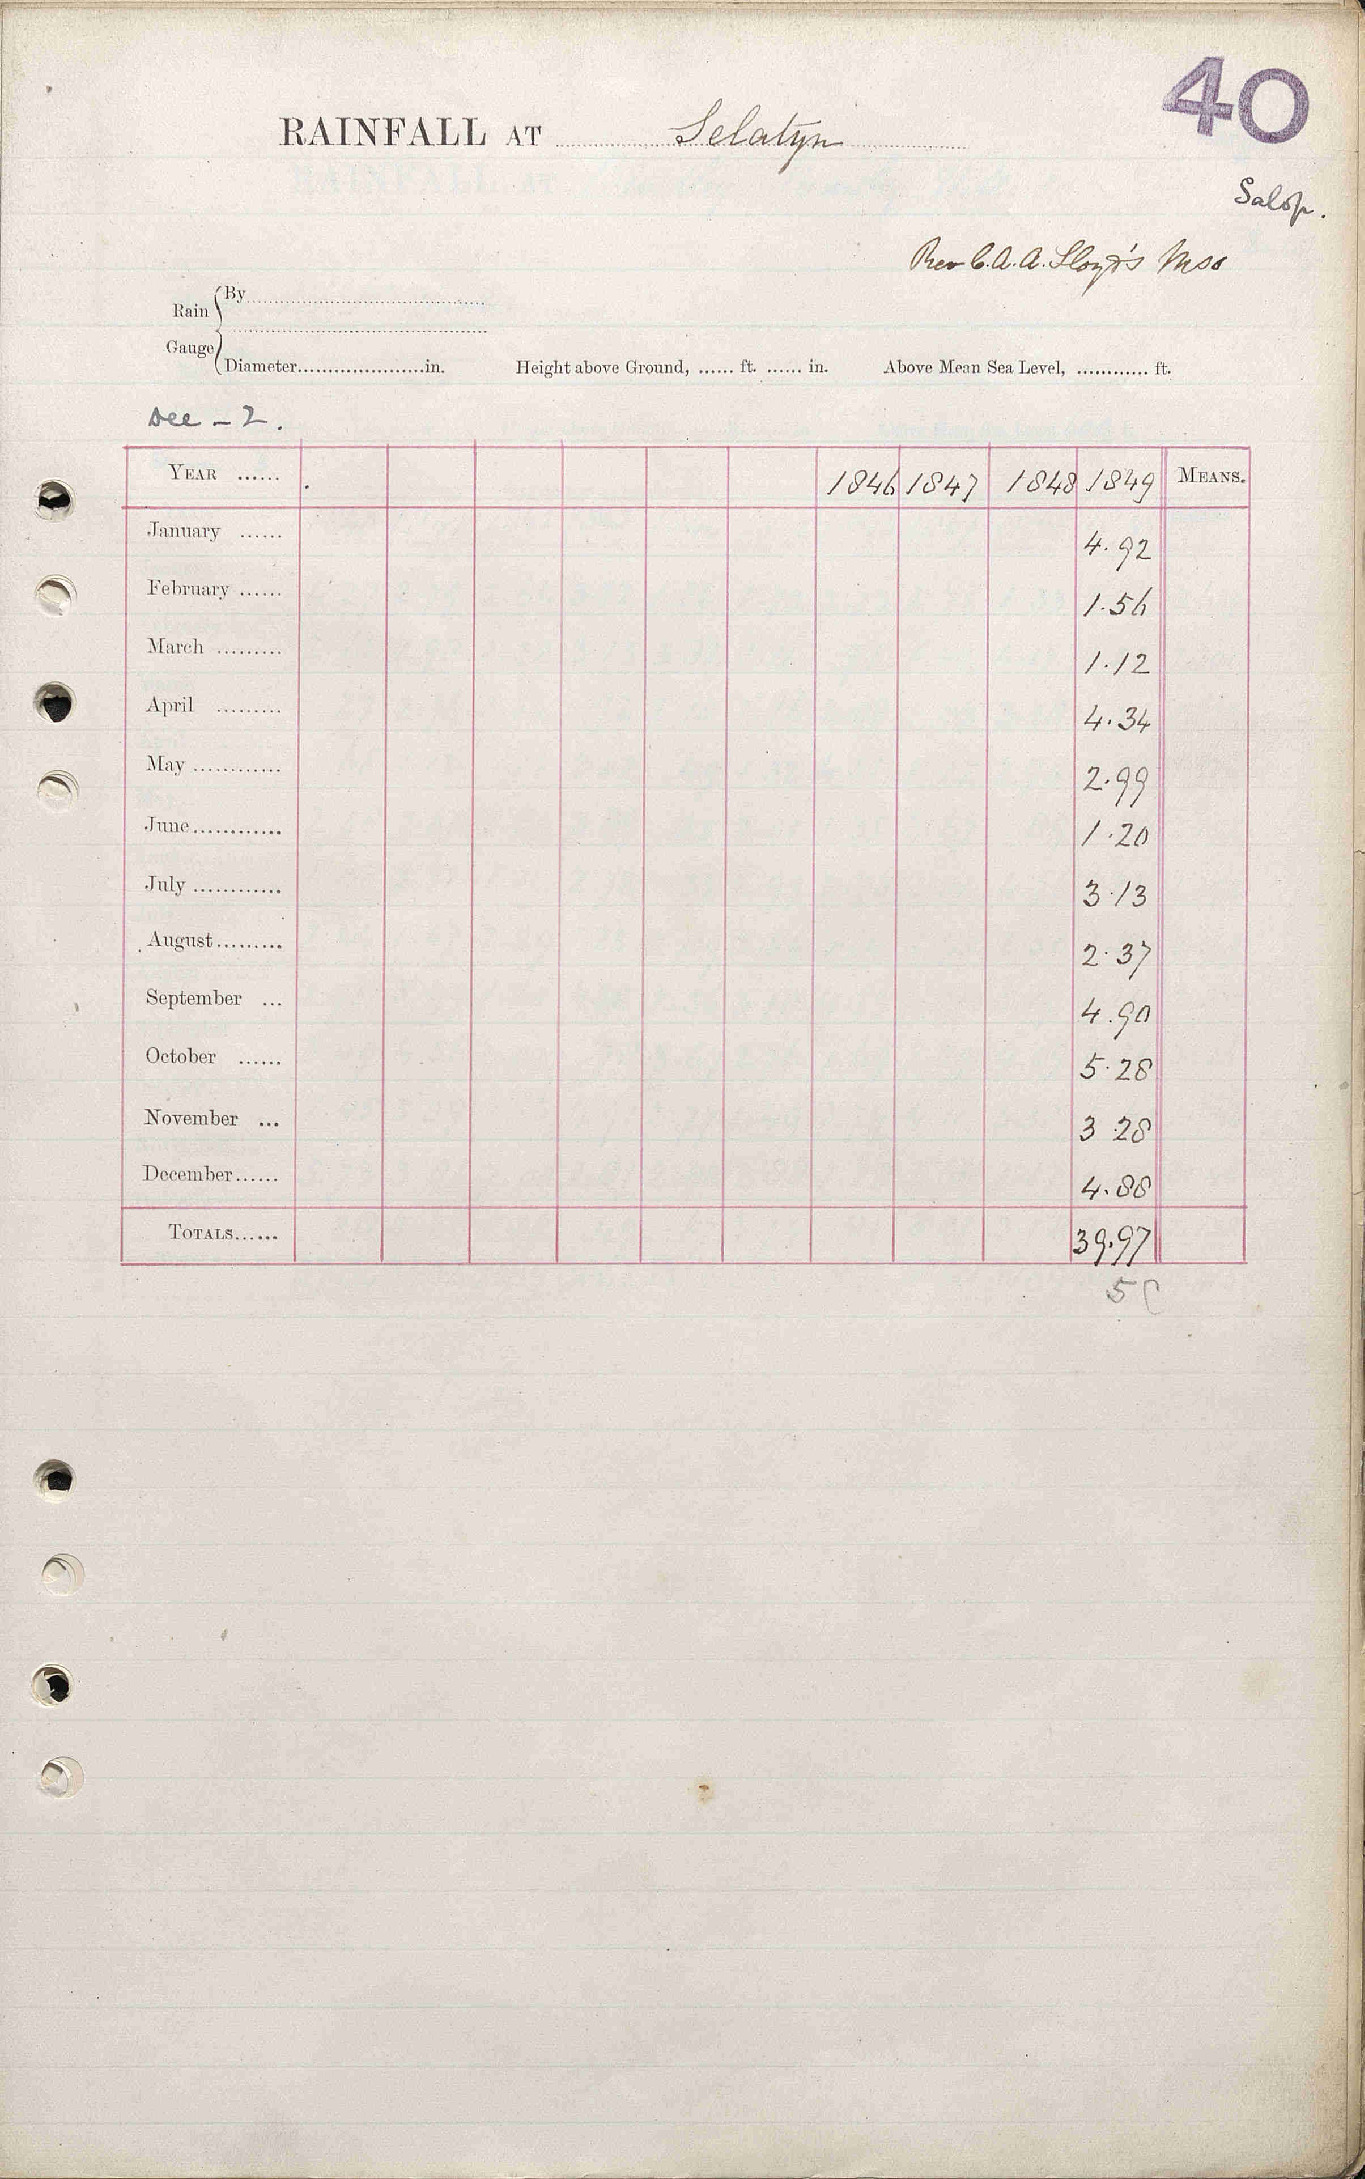 40
RAINFALL AT Selatyn
Salop.
Rev C. A. A. Lloyd's Mss
Rain Gauge
By
Diameter in. Height above Ground, ft. in. Above Mean Sea Level, ft.
Dee - 2.
YEAR 1846 1847 1848 1849 MEANS.
January 4.92
February 1.56
March 1.12
April 4.34
May 2.99
June 1.20
July 3.13
August 2.37
September 4.90
October 5.28
November 3 28
December 4.88
TOTALS 39.97